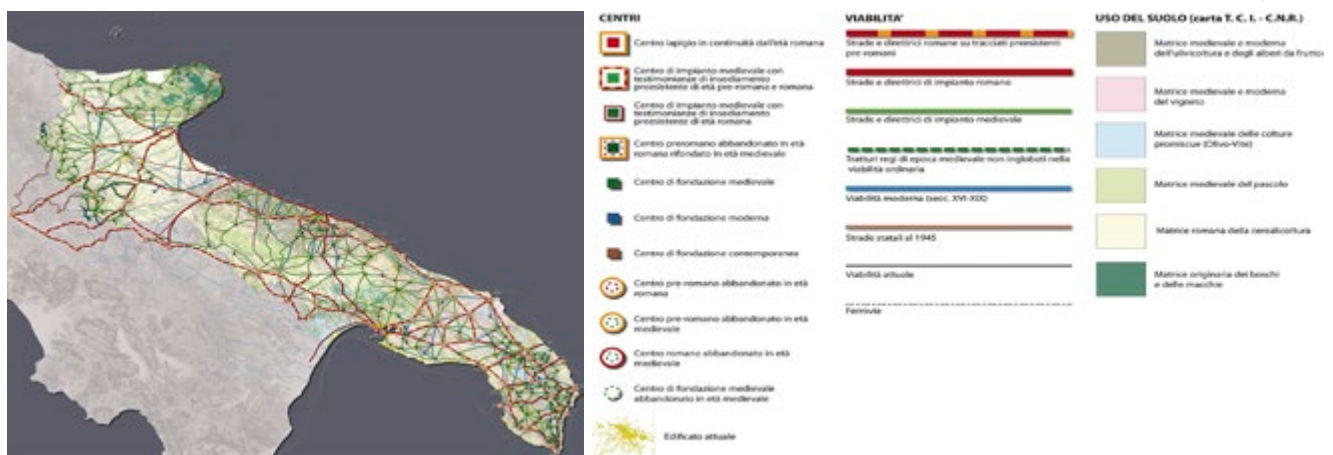 CENTRI
Centro iapigio in continuità dall'età romana
Centro di impianto medievale con
testimonianze di insediamento
preesistente di età pre-romana e romana
Centro di impianto medievale con
testimonianze di insediamento
preesistente di età romana
Centro preromano abbandonato in età
romana rifondato in età medievale
Centro di fondazione medievale
Centro di fondazione moderna
Centro di fondazione contemporanea
Centro pre-romano abbandonato in età
romana
Centro pre-romano abbandonato in età
medievale
Centro romano abbandonato in età
medievale
Centro di fondazione medievale
abbandonato in età medievale
Edificato attuale
VIABILITA'
Strade e direttrici romane su tracciati preesistenti
pre-romani
Strade e direttrici di impianto romano
Strade e direttrici di impianto medievale
Tratturi regi di epoca medievale non inglobati nella
viabilità ordinaria
Viabilità moderna (secc. XVI-XIX)
Strade statali al 1945
Viabilità attuale
Ferrovie
USO DEL SUOLO (carta T. C. I. - C.N.R.)
Matrice medievale e moderna
dell'ulivicoltura e degli alberi da frutto
Matrice medievale e moderna
del vigneto
Matrice medievale delle colture
promiscue (Olivo-Vite)
Matrice medievale del pascolo
Matrice romana della cerealicoltura
Matrice originaria dei boschi
e delle macchie